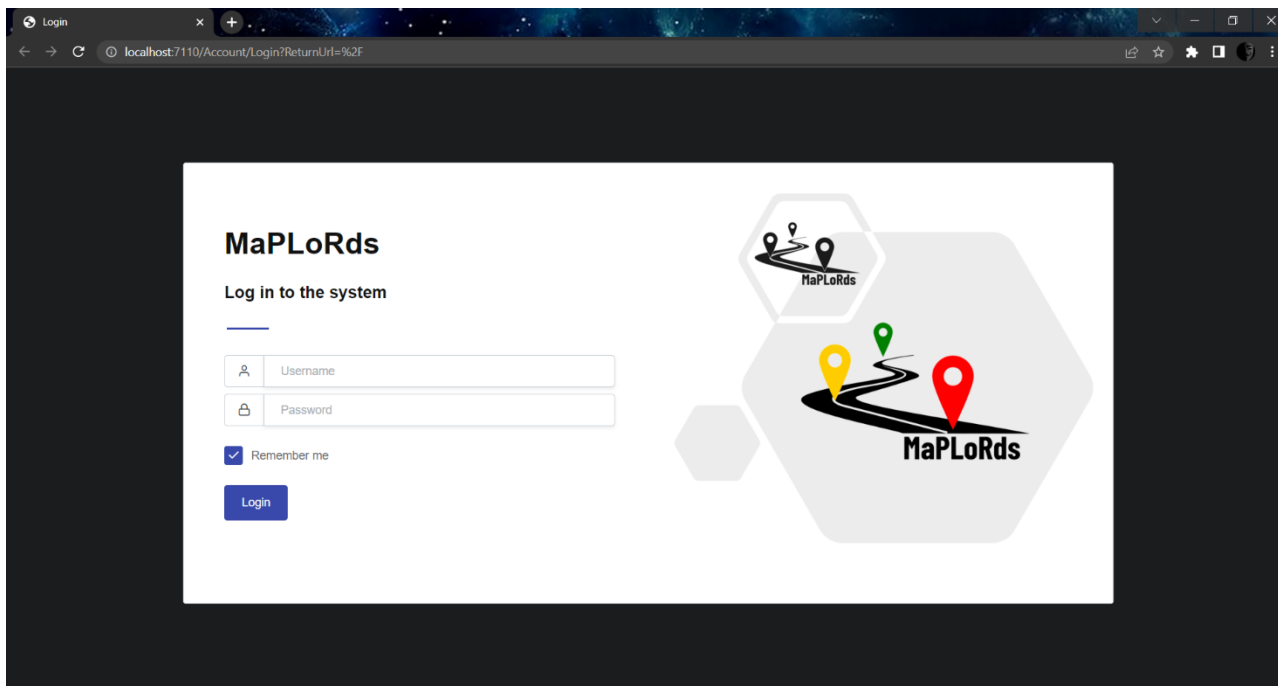 Login
localhost:7110/Account/Login?ReturnUrl=%2F
MaPLoRds
Log in to the system
Username
Password
Remember me
Login
MaPLoRds
MaPLoRds